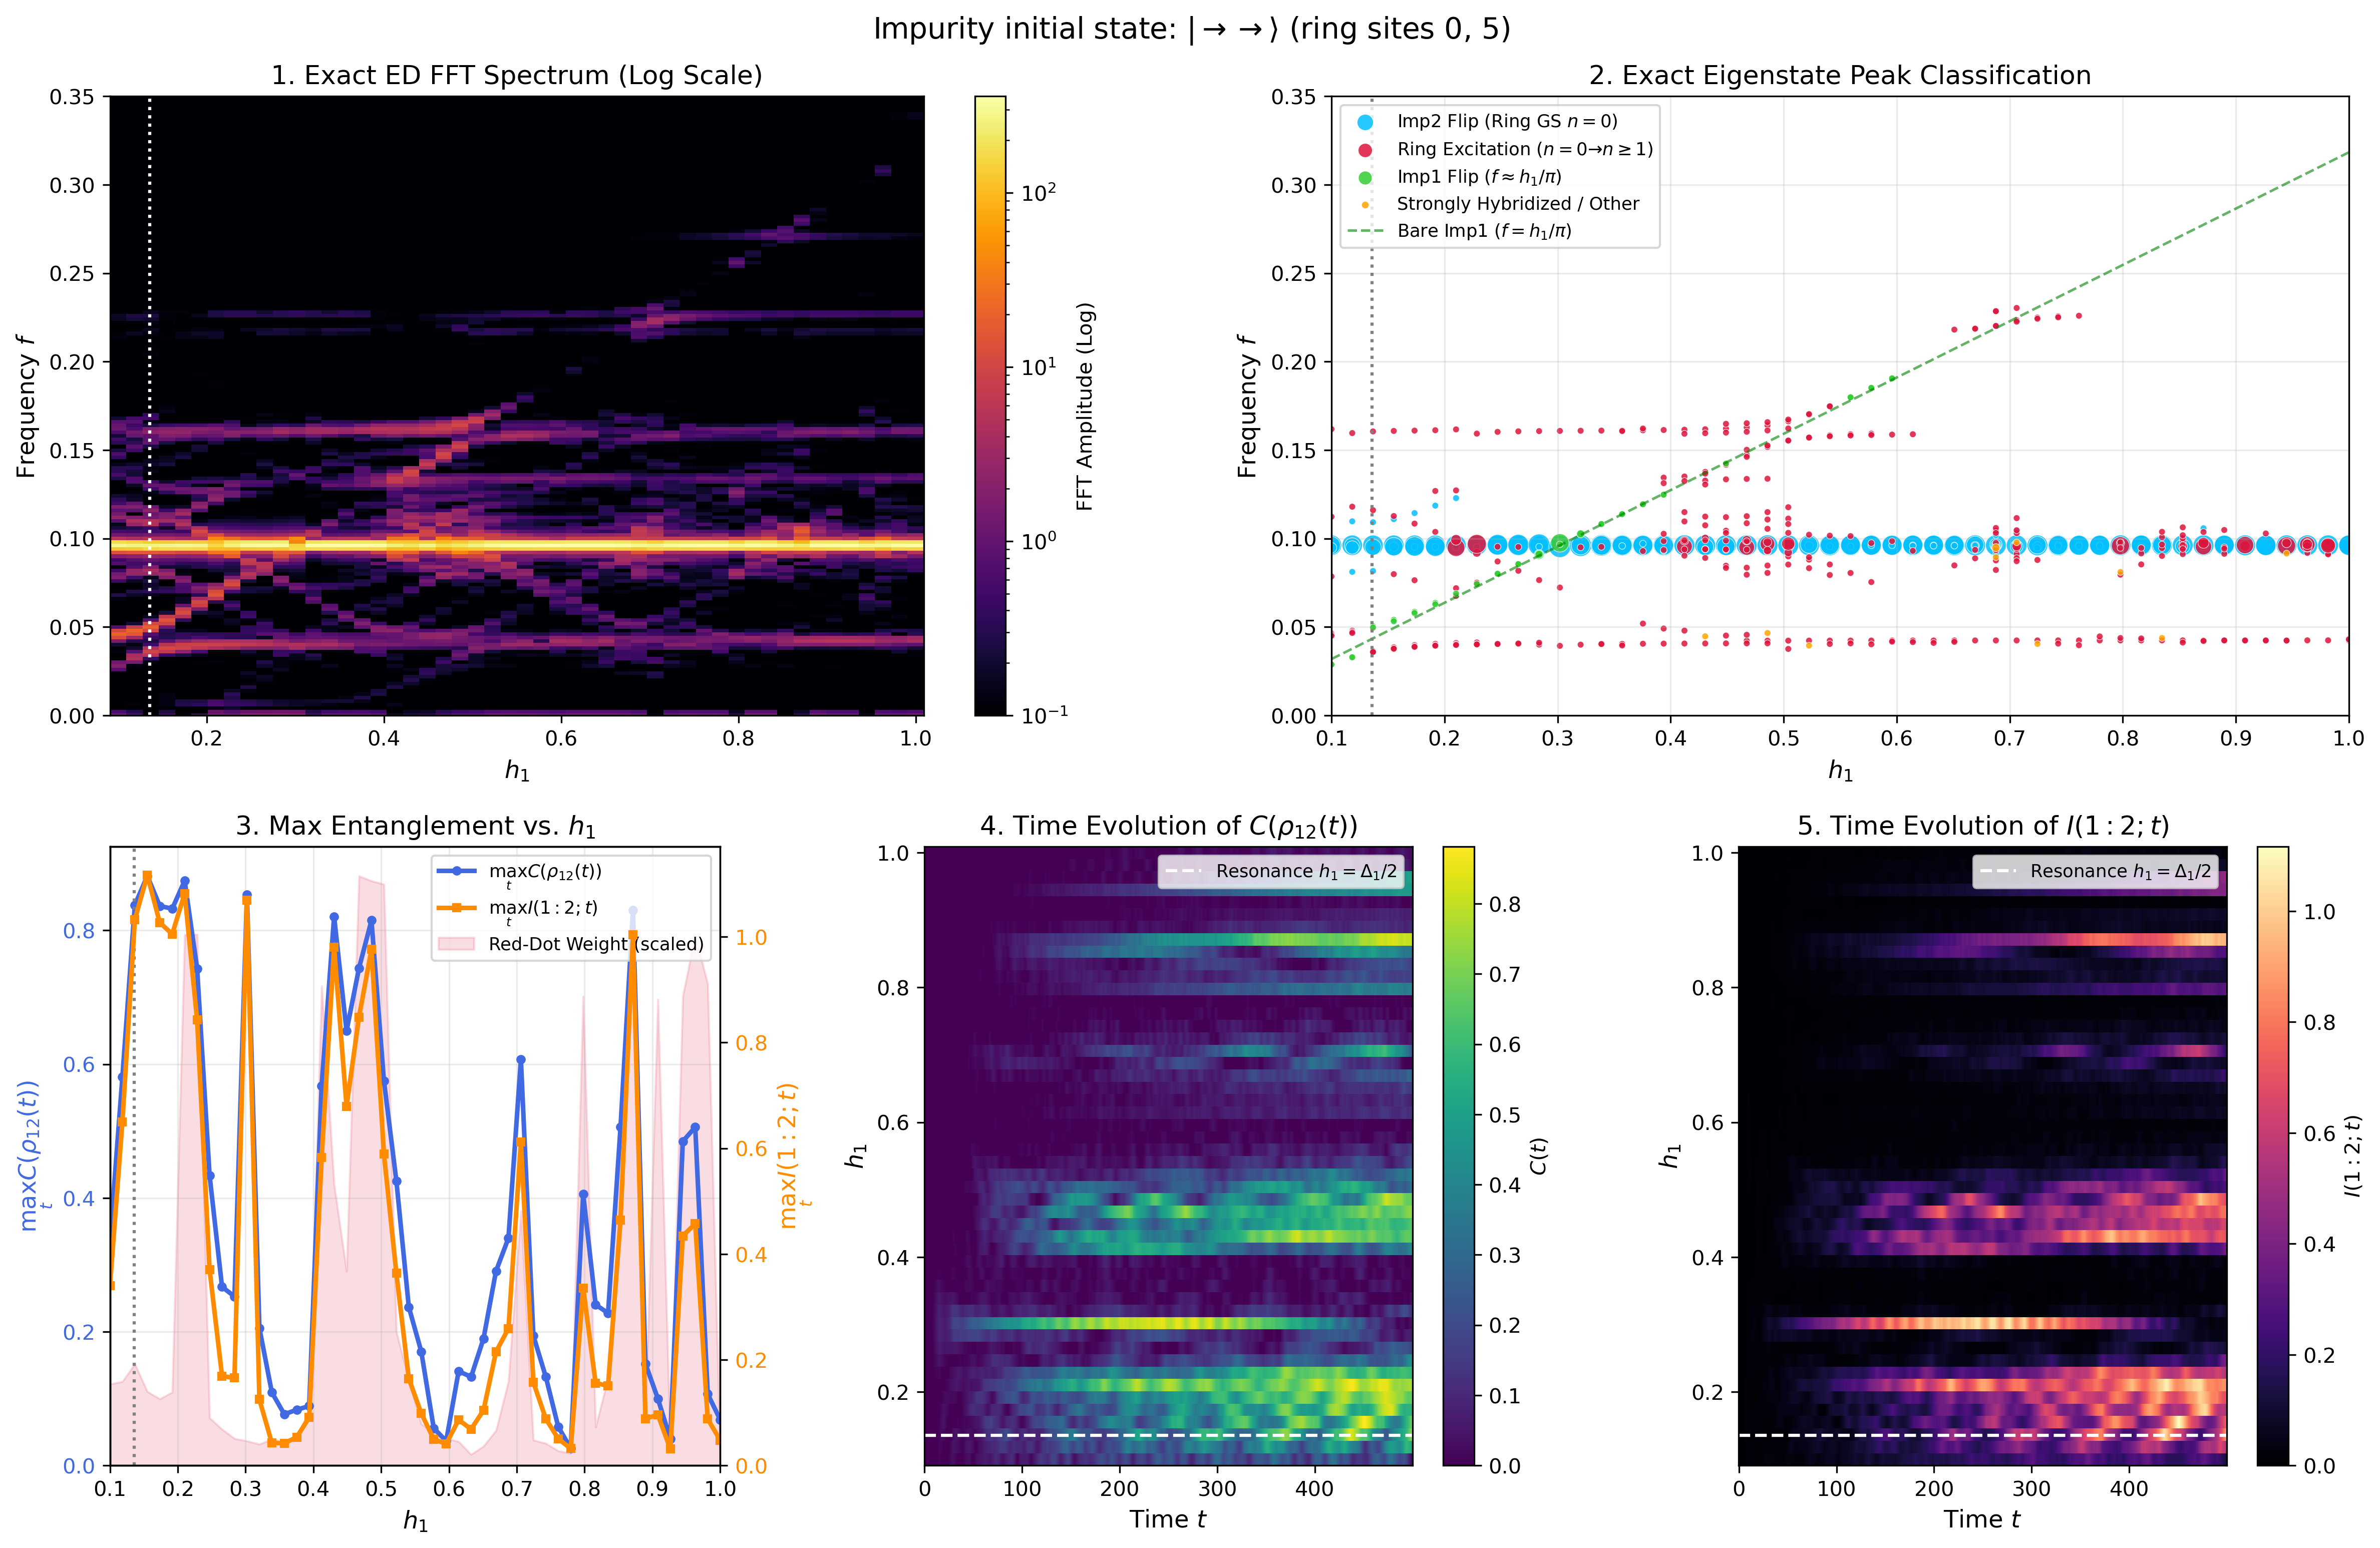 Impurity initial state: |→→⟩ (ring sites 0, 5)
1. Exact ED FFT Spectrum (Log Scale)
Frequency f
0.35
0.30
0.25
0.20
0.15
0.10
0.05
0.00
0.2 0.4 0.6 0.8 1.0
h₁
10²
10¹
10⁰
10⁻¹
FFT Amplitude (Log)
2. Exact Eigenstate Peak Classification
Imp2 Flip (Ring GS n = 0)
Ring Excitation (n = 0→n ≥ 1)
Imp1 Flip (f ≈ h₁/π)
Strongly Hybridized / Other
Bare Imp1 (f = h₁/π)
Frequency f
0.35
0.30
0.25
0.20
0.15
0.10
0.05
0.00
0.1 0.2 0.3 0.4 0.5 0.6 0.7 0.8 0.9 1.0
h₁
3. Max Entanglement vs. h₁
max C(ρ₁₂(t))
t
max I(1 : 2; t)
t
Red-Dot Weight (scaled)
max C(ρ₁₂(t))
t
0.8
0.6
0.4
0.2
0.0
0.1 0.2 0.3 0.4 0.5 0.6 0.7 0.8 0.9 1.0
h₁
1.0
0.8
0.6
0.4
0.2
0.0
max I(1 : 2; t)
t
4. Time Evolution of C(ρ₁₂(t))
Resonance h₁ = Δ₁/2
h₁
1.0
0.8
0.6
0.4
0.2
0 100 200 300 400
Time t
0.8
0.7
0.6
0.5
0.4
0.3
0.2
0.1
0.0
C(t)
5. Time Evolution of I(1 : 2; t)
Resonance h₁ = Δ₁/2
h₁
1.0
0.8
0.6
0.4
0.2
0 100 200 300 400
Time t
1.0
0.8
0.6
0.4
0.2
0.0
I(1 : 2; t)